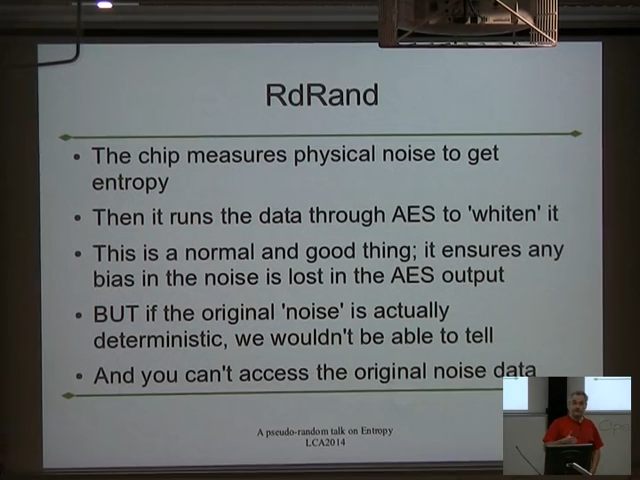 RdRand
• The chip measures physical noise to get
entropy
• Then it runs the data through AES to 'whiten' it
• This is a normal and good thing; it ensures any
bias in the noise is lost in the AES output
• BUT if the original 'noise' is actually
deterministic, we wouldn't be able to tell
• And you can't access the original noise data
A pseudo-random talk on Entropy
LCA2014